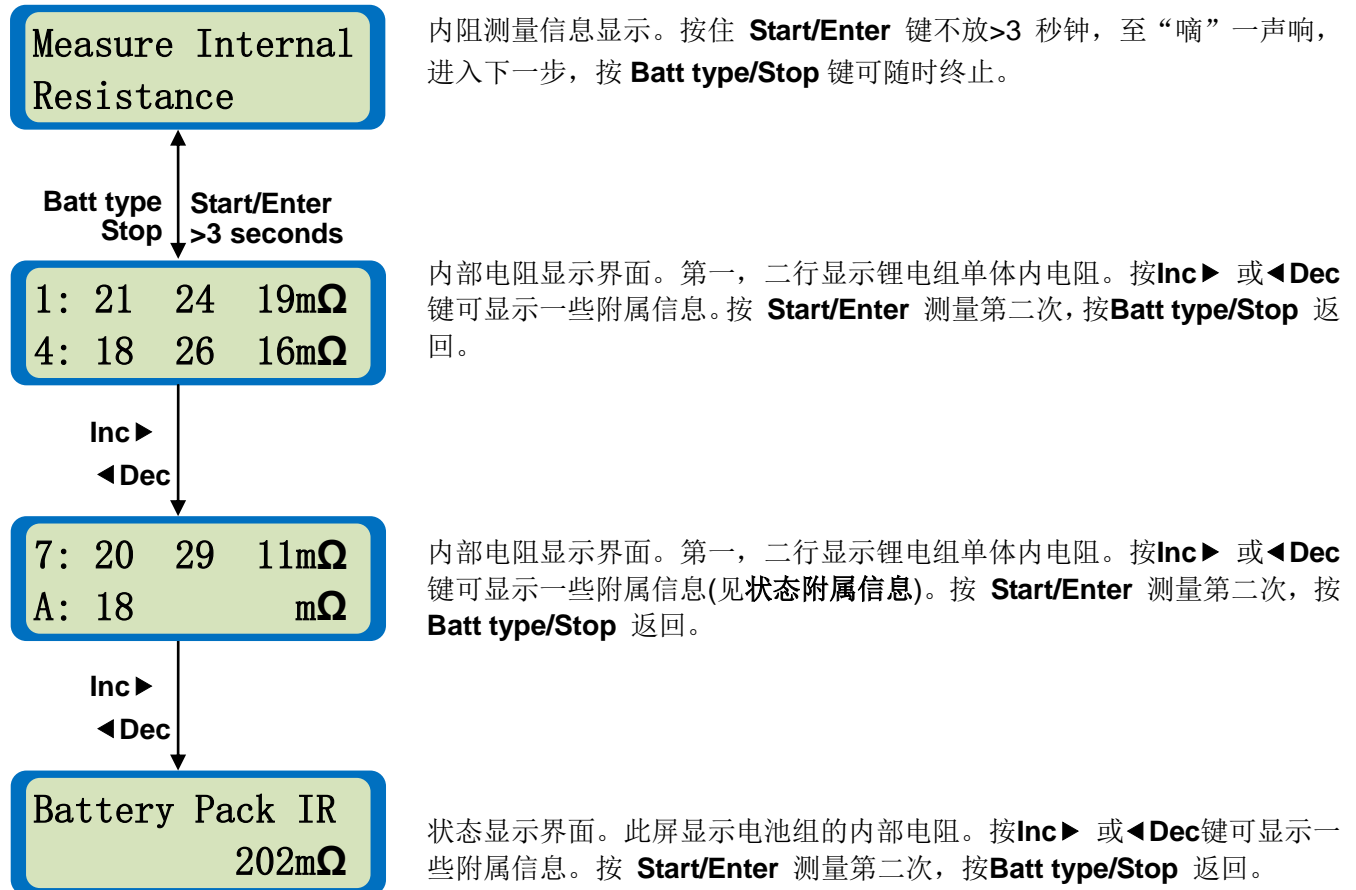 Measure Internal
Resistance
内阻测量信息显示。按住 Start/Enter 键不放>3 秒钟，至“嘀”一声响，
进入下一步，按 Batt type/Stop 键可随时终止。
Batt type
Stop
Start/Enter
>3 seconds
1: 21 24 19mΩ
4: 18 26 16mΩ
内部电阻显示界面。第一，二行显示锂电组单体内电阻。按Inc► 或◄Dec
键可显示一些附属信息。按 Start/Enter 测量第二次，按Batt type/Stop 返
回。
Inc►
◄Dec
7: 20 29 11mΩ
A: 18 mΩ
内部电阻显示界面。第一，二行显示锂电组单体内电阻。按Inc► 或◄Dec
键可显示一些附属信息(见状态附属信息)。按 Start/Enter 测量第二次，按
Batt type/Stop 返回。
Inc►
◄Dec
Battery Pack IR
202mΩ
状态显示界面。此屏显示电池组的内部电阻。按Inc► 或◄Dec键可显示一
些附属信息。按 Start/Enter 测量第二次，按Batt type/Stop 返回。